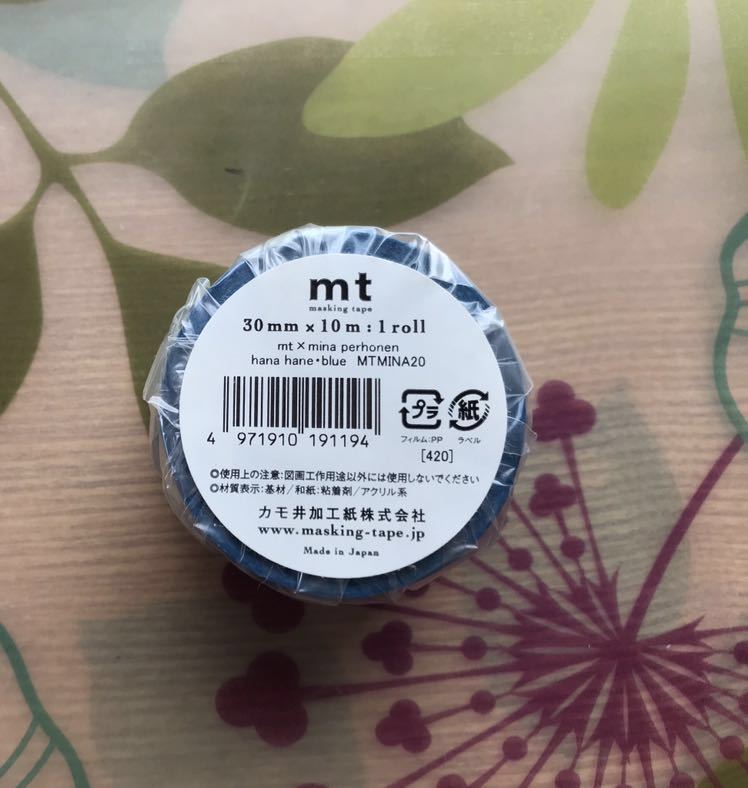 mt
masking tape
30mm × 10m : 1 roll
mt × mina perhonen
hana hane・blue MTMINA20
4 971910 191194
プラ 紙
フィルム:PP ラベル
[420]
◎使用上の注意:図画工作用途以外には使用しないでください
◎材質表示:基材/和紙:粘着剤/アクリル系
カモ井加工紙株式会社
www.masking-tape.jp
Made in Japan